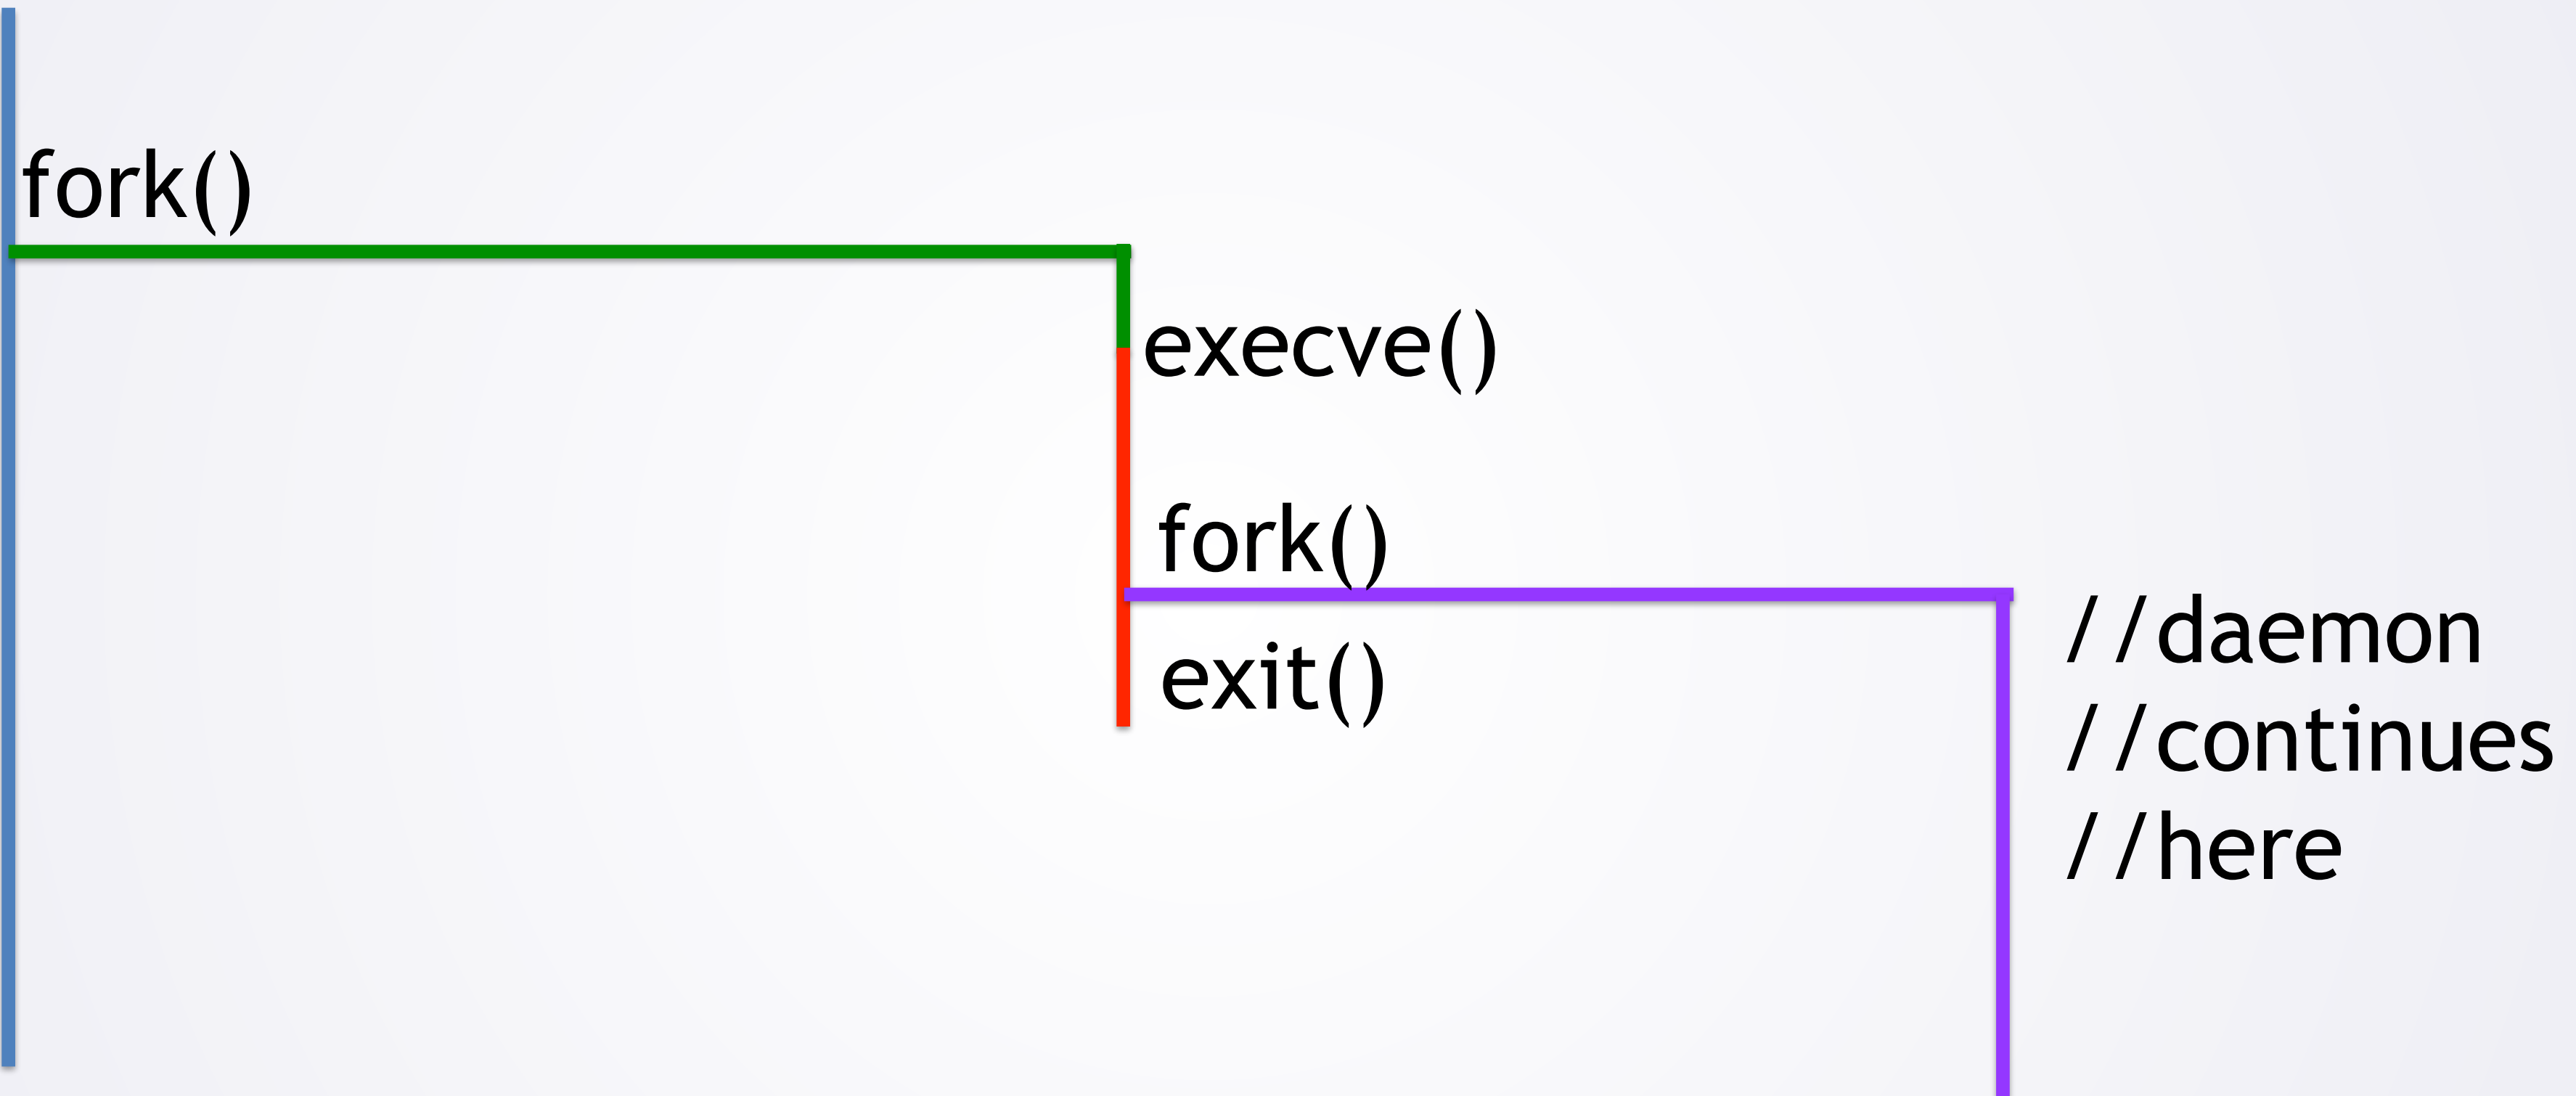 fork()
execve()
fork()
exit()
//daemon
//continues
//here